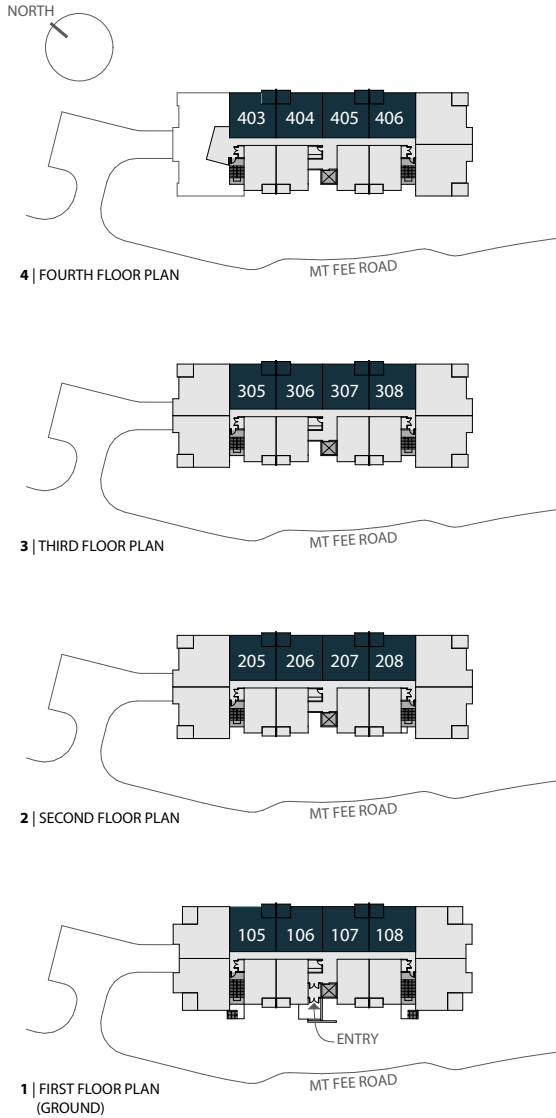 NORTH
403 404 405 406
MT FEE ROAD
4 | FOURTH FLOOR PLAN
305 306 307 308
MT FEE ROAD
3 | THIRD FLOOR PLAN
205 206 207 208
MT FEE ROAD
2 | SECOND FLOOR PLAN
105 106 107 108
ENTRY
MT FEE ROAD
1 | FIRST FLOOR PLAN
(GROUND)